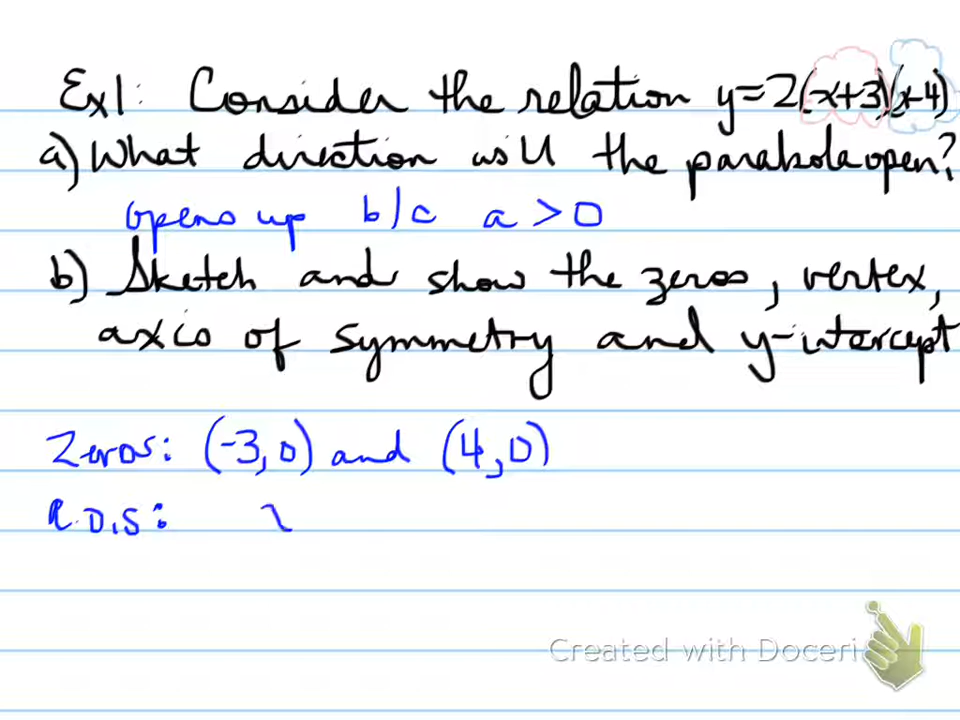 Ex1: Consider the relation y=2(x+3)(x-4)
a) What direction will the parabola open?
opens up b/c a > 0
b) Sketch and show the zeros, vertex,
axis of symmetry and y-intercept
Zeros: (-3,0) and (4,0)
Created with Doceri